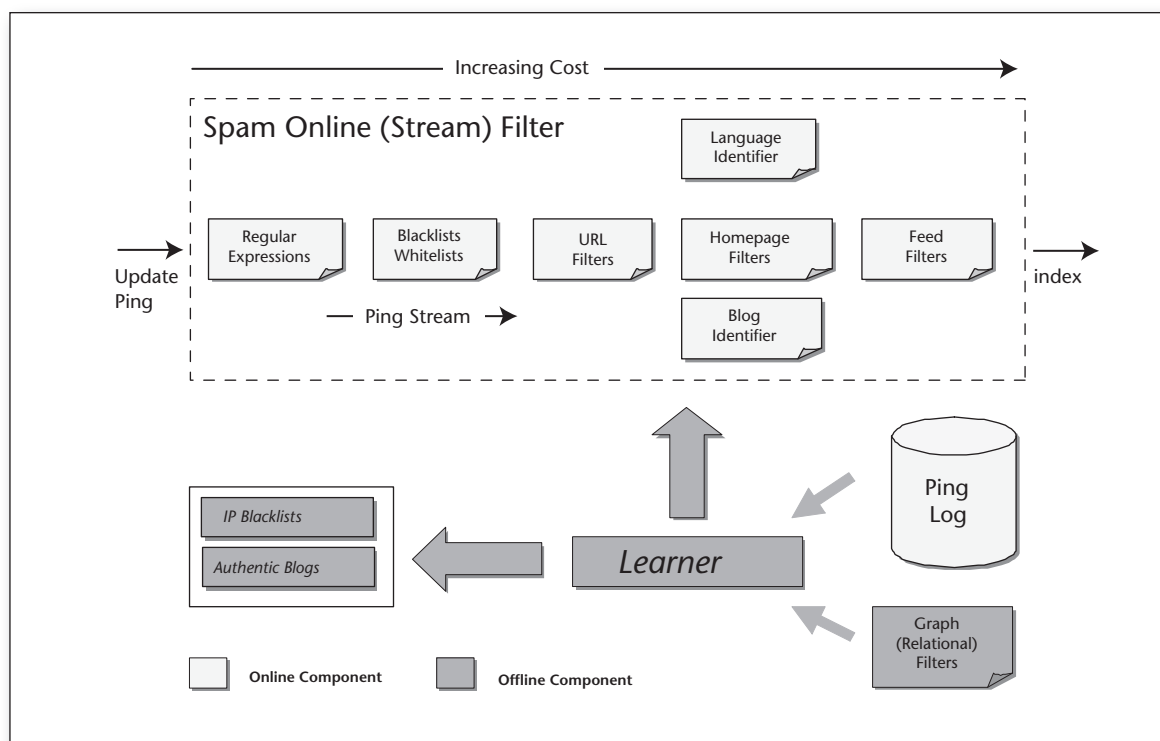 Increasing Cost
Spam Online (Stream) Filter
Language
Identifier
Regular
Expressions
Blacklists
Whitelists
URL
Filters
Homepage
Filters
Feed
Filters
Update
Ping
index
Ping Stream
Blog
Identifier
Ping
Log
IP Blacklists
Authentic Blogs
Learner
Graph
(Relational)
Filters
Online Component
Offline Component